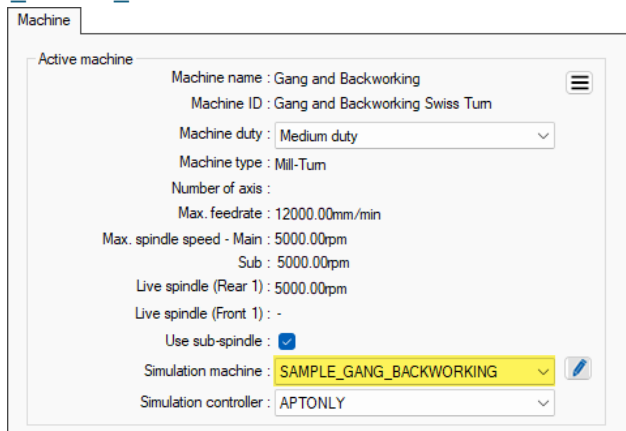 Machine
Active machine
Machine name : Gang and Backworking
Machine ID : Gang and Backworking Swiss Turn
Machine duty : Medium duty
Machine type : Mill-Turn
Number of axis :
Max. feedrate : 12000.00mm/min
Max. spindle speed - Main : 5000.00rpm
Sub : 5000.00rpm
Live spindle (Rear 1) : 5000.00rpm
Live spindle (Front 1) : -
Use sub-spindle :
Simulation machine : SAMPLE_GANG_BACKWORKING
Simulation controller : APTONLY